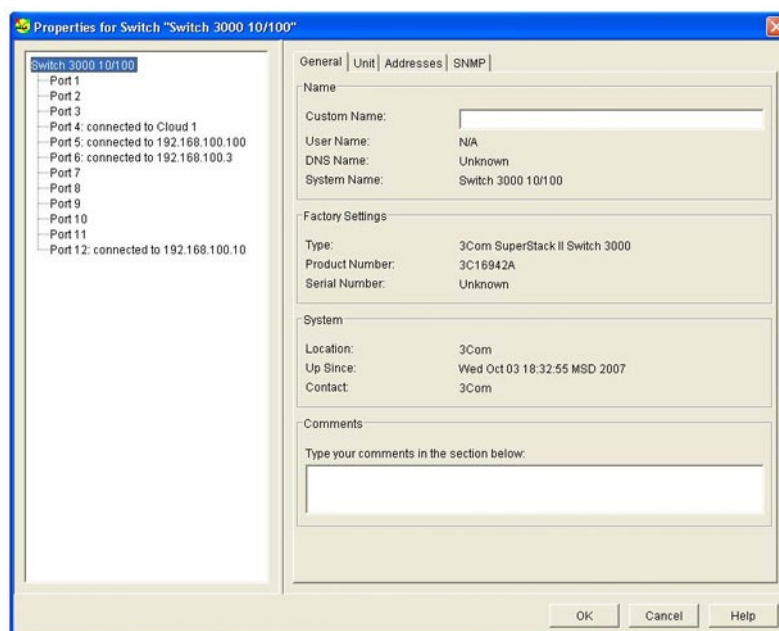 Properties for Switch "Switch 3000 10/100"
Switch 3000 10/100
Port 1
Port 2
Port 3
Port 4: connected to Cloud 1
Port 5: connected to 192.168.100.100
Port 6: connected to 192.168.100.3
Port 7
Port 8
Port 9
Port 10
Port 11
Port 12: connected to 192.168.100.10
General Unit Addresses SNMP
Name
Custom Name:
User Name: N/A
DNS Name: Unknown
System Name: Switch 3000 10/100
Factory Settings
Type: 3Com SuperStack II Switch 3000
Product Number: 3C16942A
Serial Number: Unknown
System
Location: 3Com
Up Since: Wed Oct 03 18:32:55 MSD 2007
Contact: 3Com
Comments
Type your comments in the section below:
OK Cancel Help